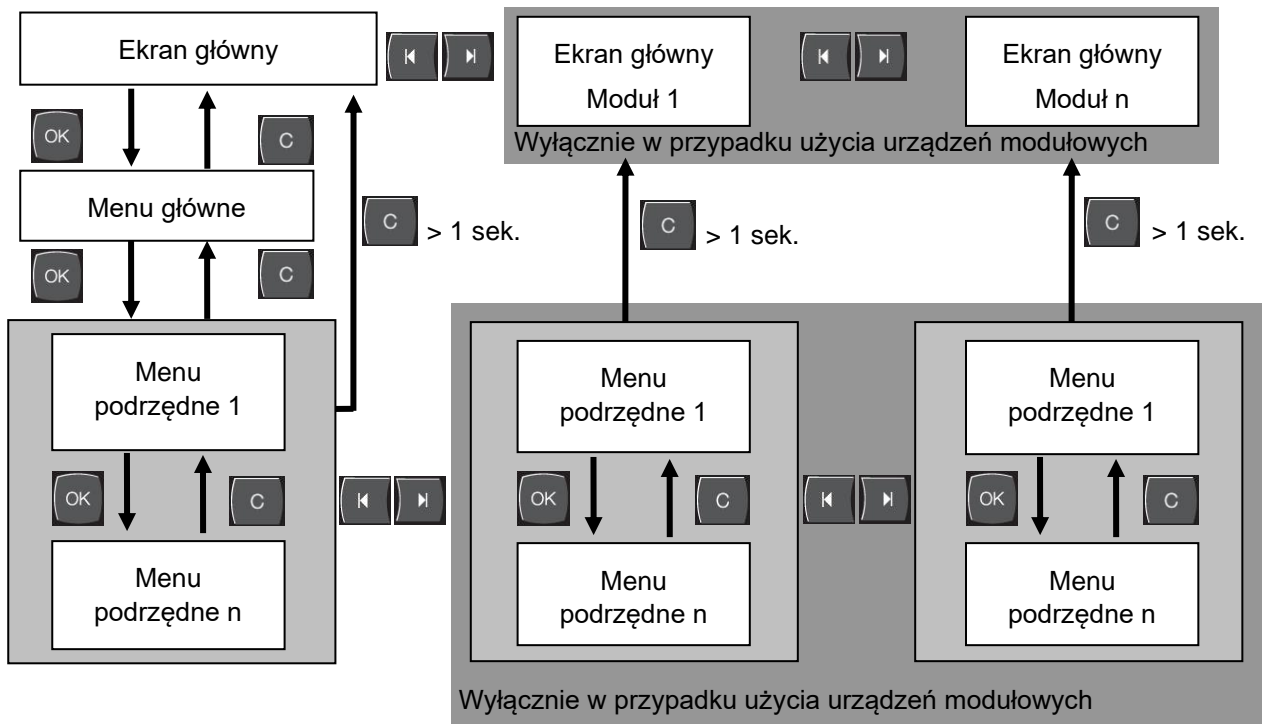 Ekran główny
Ekran główny
Moduł 1
Ekran główny
Moduł n
Wyłącznie w przypadku użycia urządzeń modułowych
OK
C
Menu główne
C
> 1 sek.
C
> 1 sek.
C
> 1 sek.
OK
C
Menu
podrzędne 1
Menu
podrzędne 1
Menu
podrzędne 1
OK
C
OK
C
OK
C
Menu
podrzędne n
Menu
podrzędne n
Menu
podrzędne n
Wyłącznie w przypadku użycia urządzeń modułowych